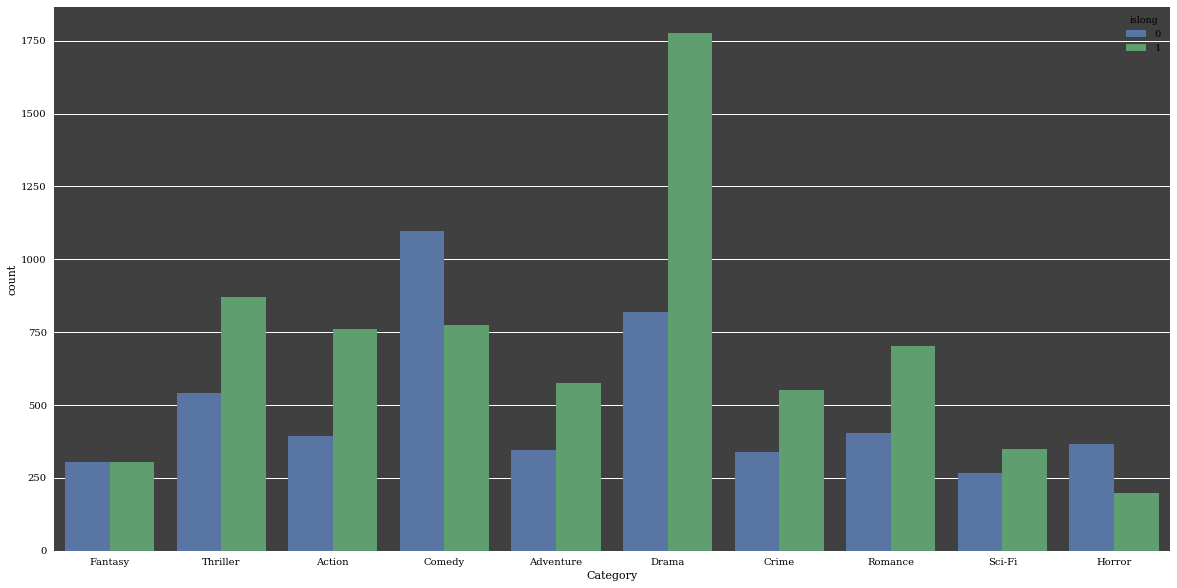 islong
0
1
1750
1500
1250
1000
750
500
250
0
count
Fantasy Thriller Action Comedy Adventure Drama Crime Romance Sci-Fi Horror
Category